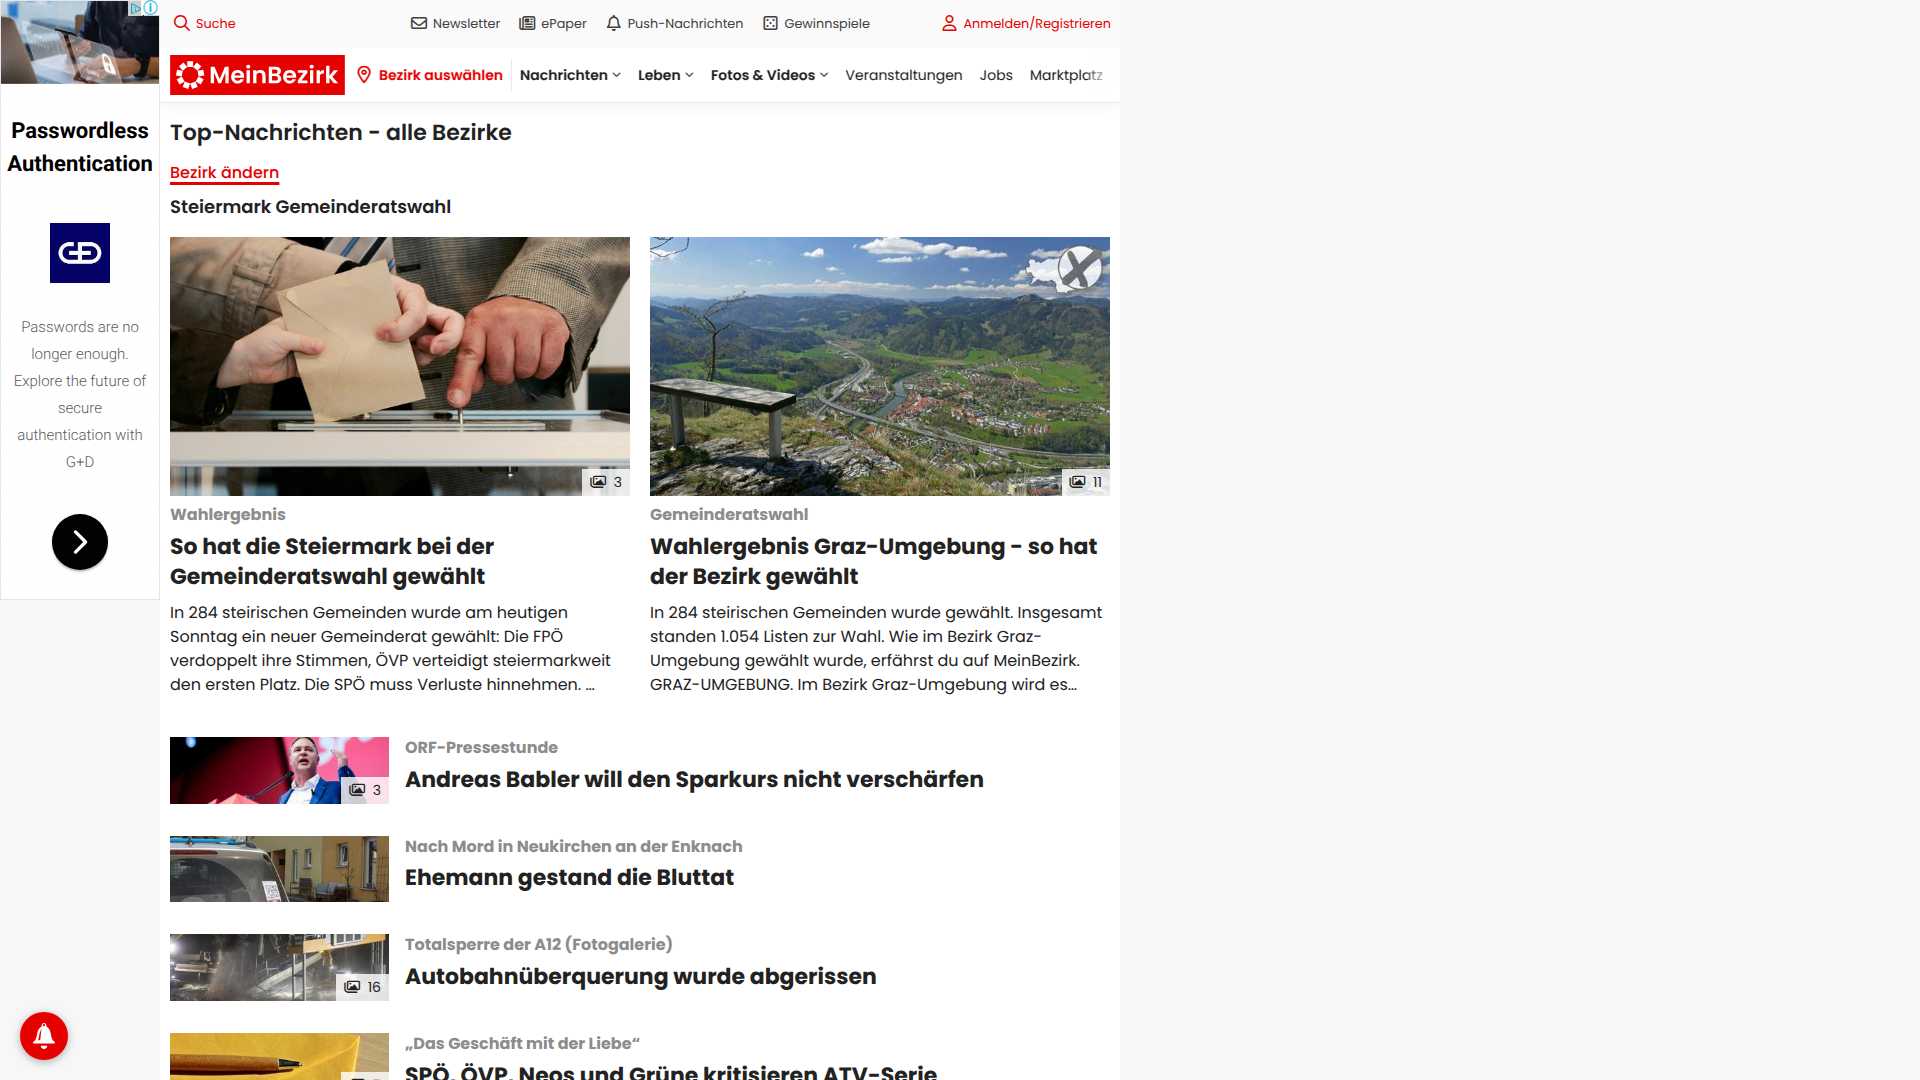 Suche
Newsletter
ePaper
Push-Nachrichten
Gewinnspiele
Anmelden/Registrieren
MeinBezirk
Bezirk auswählen
Nachrichten
Leben
Fotos & Videos
Veranstaltungen
Jobs
Marktplatz
Passwordless
Authentication
Passwords are no
longer enough.
Explore the future of
secure
authentication with
G+D
Top-Nachrichten - alle Bezirke
Bezirk ändern
Steiermark Gemeinderatswahl
3
Wahlergebnis
So hat die Steiermark bei der
Gemeinderatswahl gewählt
In 284 steirischen Gemeinden wurde am heutigen
Sonntag ein neuer Gemeinderat gewählt: Die FPÖ
verdoppelt ihre Stimmen, ÖVP verteidigt steiermarkweit
den ersten Platz. Die SPÖ muss Verluste hinnehmen. ...
11
Gemeinderatswahl
Wahlergebnis Graz-Umgebung - so hat
der Bezirk gewählt
In 284 steirischen Gemeinden wurde gewählt. Insgesamt
standen 1.054 Listen zur Wahl. Wie im Bezirk Graz-
Umgebung gewählt wurde, erfährst du auf MeinBezirk.
GRAZ-UMGEBUNG. Im Bezirk Graz-Umgebung wird es...
3
ORF-Pressestunde
Andreas Babler will den Sparkurs nicht verschärfen
Nach Mord in Neukirchen an der Enknach
Ehemann gestand die Bluttat
16
Totalsperre der A12 (Fotogalerie)
Autobahnüberquerung wurde abgerissen
„Das Geschäft mit der Liebe“
SPÖ, ÖVP, Neos und Grüne kritisieren ATV-Serie